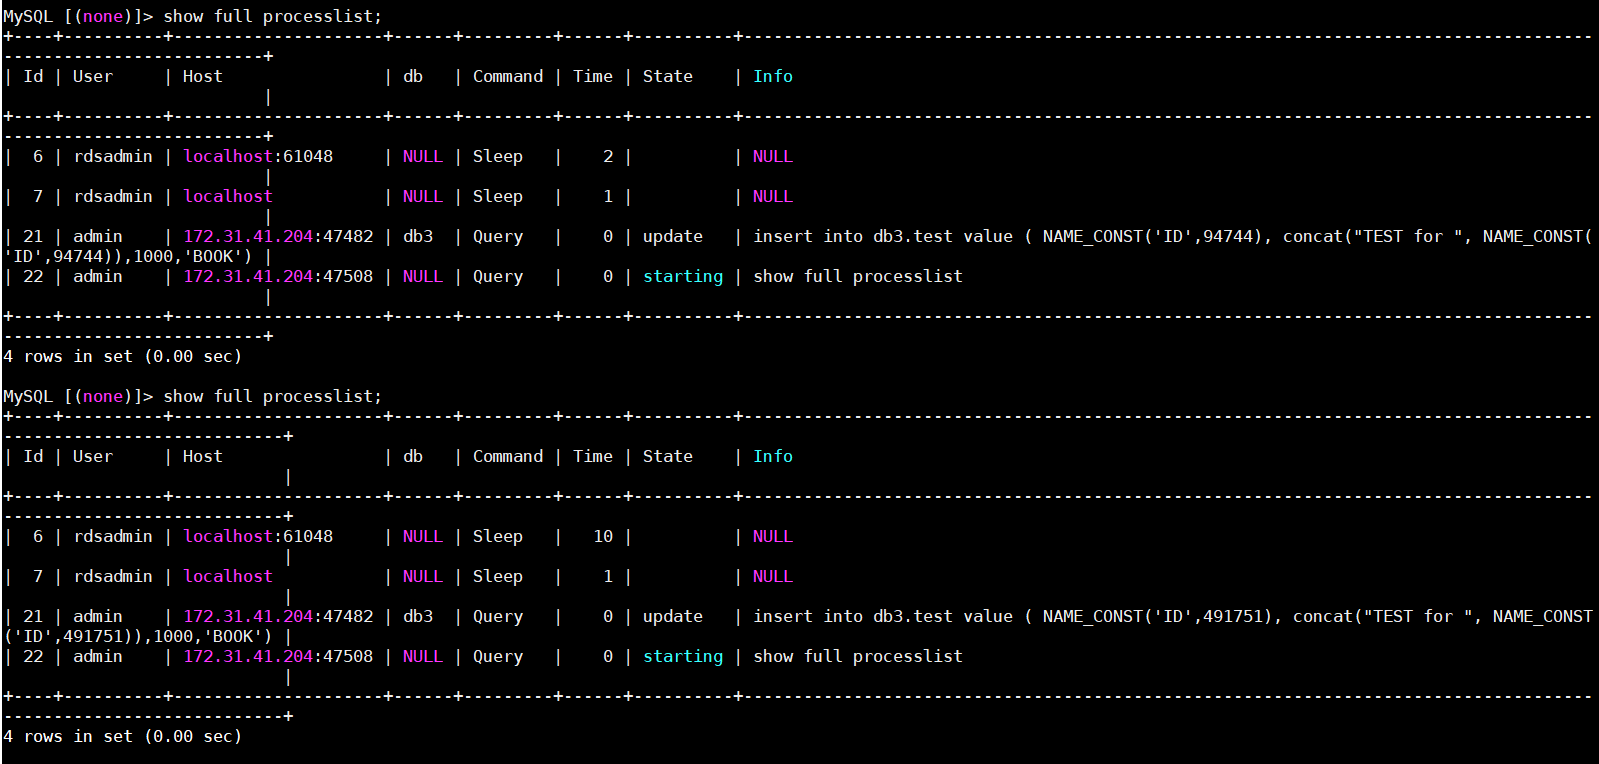 MySQL [(none)]> show full processlist;
+----+----------+---------------------+------+---------+------+----------+-------------------------------------------------------------------------------------
--------------------------+
| Id | User     | Host                | db   | Command | Time | State    | Info
                          |
+----+----------+---------------------+------+---------+------+----------+-------------------------------------------------------------------------------------
--------------------------+
|  6 | rdsadmin | localhost:61048     | NULL | Sleep   |    2 |          | NULL
                          |
|  7 | rdsadmin | localhost           | NULL | Sleep   |    1 |          | NULL
                          |
| 21 | admin    | 172.31.41.204:47482 | db3  | Query   |    0 | update   | insert into db3.test value ( NAME_CONST('ID',94744), concat("TEST for ", NAME_CONST(
'ID',94744)),1000,'BOOK') |
| 22 | admin    | 172.31.41.204:47508 | NULL | Query   |    0 | starting | show full processlist
                          |
+----+----------+---------------------+------+---------+------+----------+-------------------------------------------------------------------------------------
--------------------------+
4 rows in set (0.00 sec)

MySQL [(none)]> show full processlist;
+----+----------+---------------------+------+---------+------+----------+-------------------------------------------------------------------------------------
----------------------------+
| Id | User     | Host                | db   | Command | Time | State    | Info
                            |
+----+----------+---------------------+------+---------+------+----------+-------------------------------------------------------------------------------------
----------------------------+
|  6 | rdsadmin | localhost:61048     | NULL | Sleep   |   10 |          | NULL
                            |
|  7 | rdsadmin | localhost           | NULL | Sleep   |    1 |          | NULL
                            |
| 21 | admin    | 172.31.41.204:47482 | db3  | Query   |    0 | update   | insert into db3.test value ( NAME_CONST('ID',491751), concat("TEST for ", NAME_CONST
('ID',491751)),1000,'BOOK') |
| 22 | admin    | 172.31.41.204:47508 | NULL | Query   |    0 | starting | show full processlist
                            |
+----+----------+---------------------+------+---------+------+----------+-------------------------------------------------------------------------------------
----------------------------+
4 rows in set (0.00 sec)